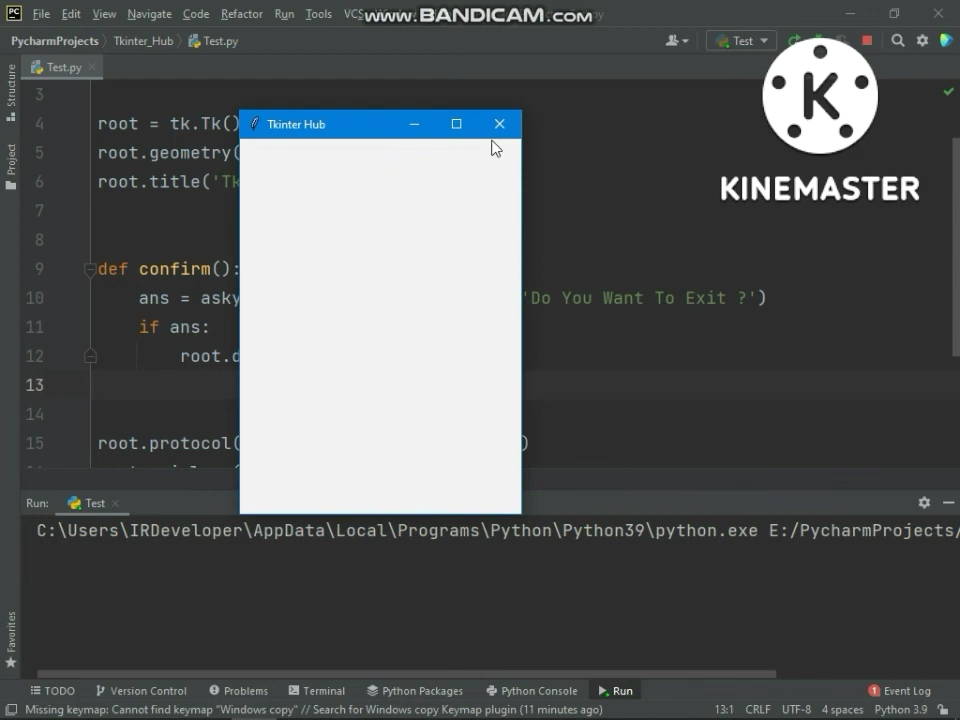 File Edit View Navigate Code Refactor Run Tools VCS
www.BANDICAM.com
PycharmProjects Tkinter_Hub Test.py
Test
Test.py
Structure
Project
Favorites
3
4 root = tk.Tk()
5 root.geometry(
6 root.title('Tk
7
8
9 def confirm():
10 ans = asky 'Do You Want To Exit ?')
11 if ans:
12 root.d
13
14
15 root.protocol( )
Tkinter Hub
K
KINEMASTER
Run: Test
C:\Users\IRDeveloper\AppData\Local\Programs\Python\Python39\python.exe E:/PycharmProjects/
TODO Version Control Problems Terminal Python Packages Python Console Run 1 Event Log
Missing keymap: Cannot find keymap "Windows copy" // Search for Windows copy Keymap plugin (11 minutes ago) 13:1 CRLF UTF-8 4 spaces Python 3.9